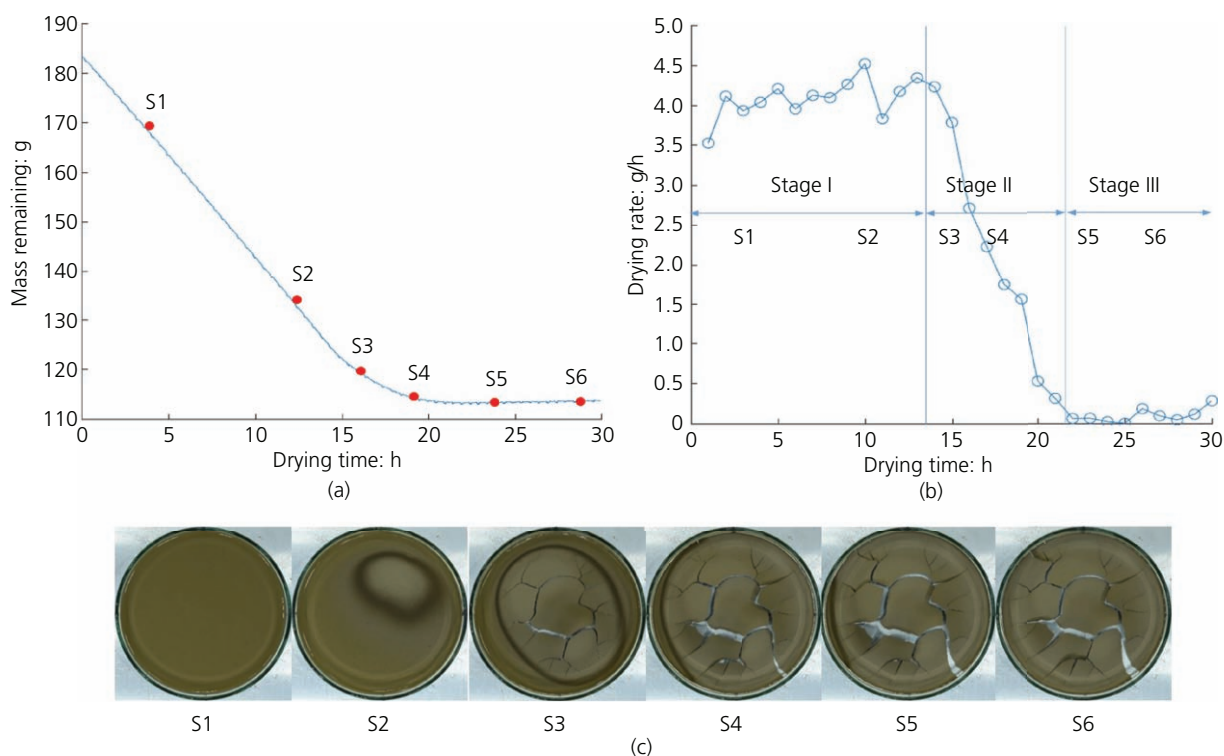 190
180
170
160
150
140
130
120
110
Mass remaining: g
S1
S2
S3
S4
S5
S6
0
5
10
15
20
25
30
Drying time: h
(a)
5.0
4.5
4.0
3.5
3.0
2.5
2.0
1.5
1.0
0.5
0
Drying rate: g/h
Stage I
Stage II
Stage III
S1
S2
S3
S4
S5
S6
0
5
10
15
20
25
30
Drying time: h
(b)
S1
S2
S3
S4
S5
S6
(c)